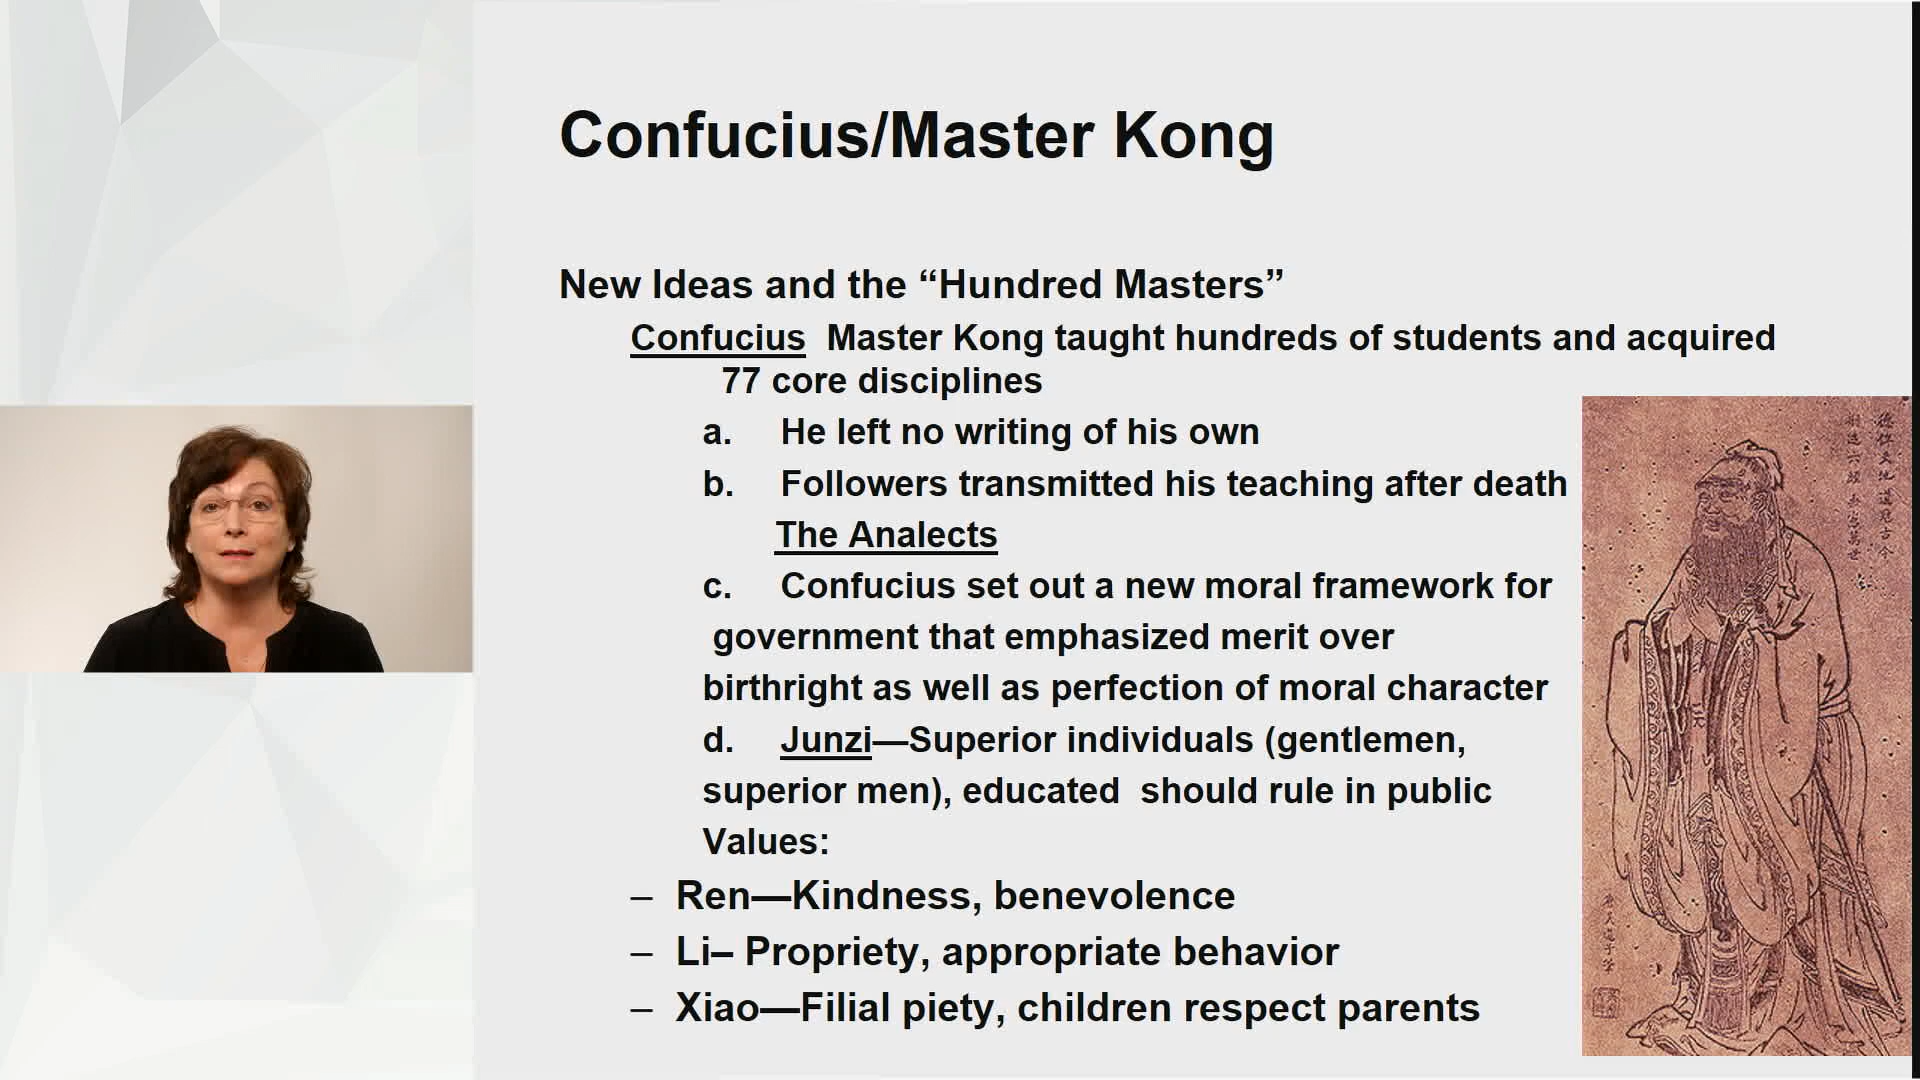 Confucius/Master Kong
New Ideas and the “Hundred Masters”
Confucius Master Kong taught hundreds of students and acquired
77 core disciplines
a. He left no writing of his own
b. Followers transmitted his teaching after death
The Analects
c. Confucius set out a new moral framework for
government that emphasized merit over
birthright as well as perfection of moral character
d. Junzi—Superior individuals (gentlemen,
superior men), educated should rule in public
Values:
– Ren—Kindness, benevolence
– Li– Propriety, appropriate behavior
– Xiao—Filial piety, children respect parents